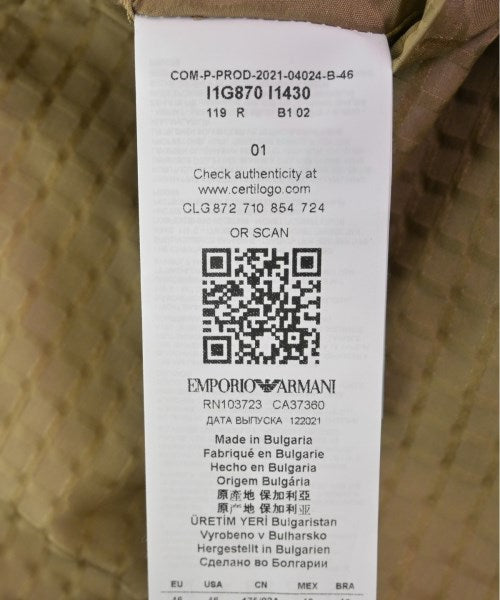 COM-P-PROD-2021-04024-B-46
I1G870 I1430
119 R B1 02
01
Check authenticity at
www.certilogo.com
CLG 872 710 854 724
OR SCAN
EMPORIO ARMANI
RN103723 CA37360
ДАТА ВЫПУСКА 122021
Made in Bulgaria
Fabriqué en Bulgarie
Hecho en Bulgaria
Origem Bulgária
原產地 保加利亞
原产地 保加利亚
ÜRETİM YERİ Bulgaristan
Vyrobeno v Bulharsko
Hergestellt in Bulgarien
Сделано во Болгарии
EU USA CN MEX BRA